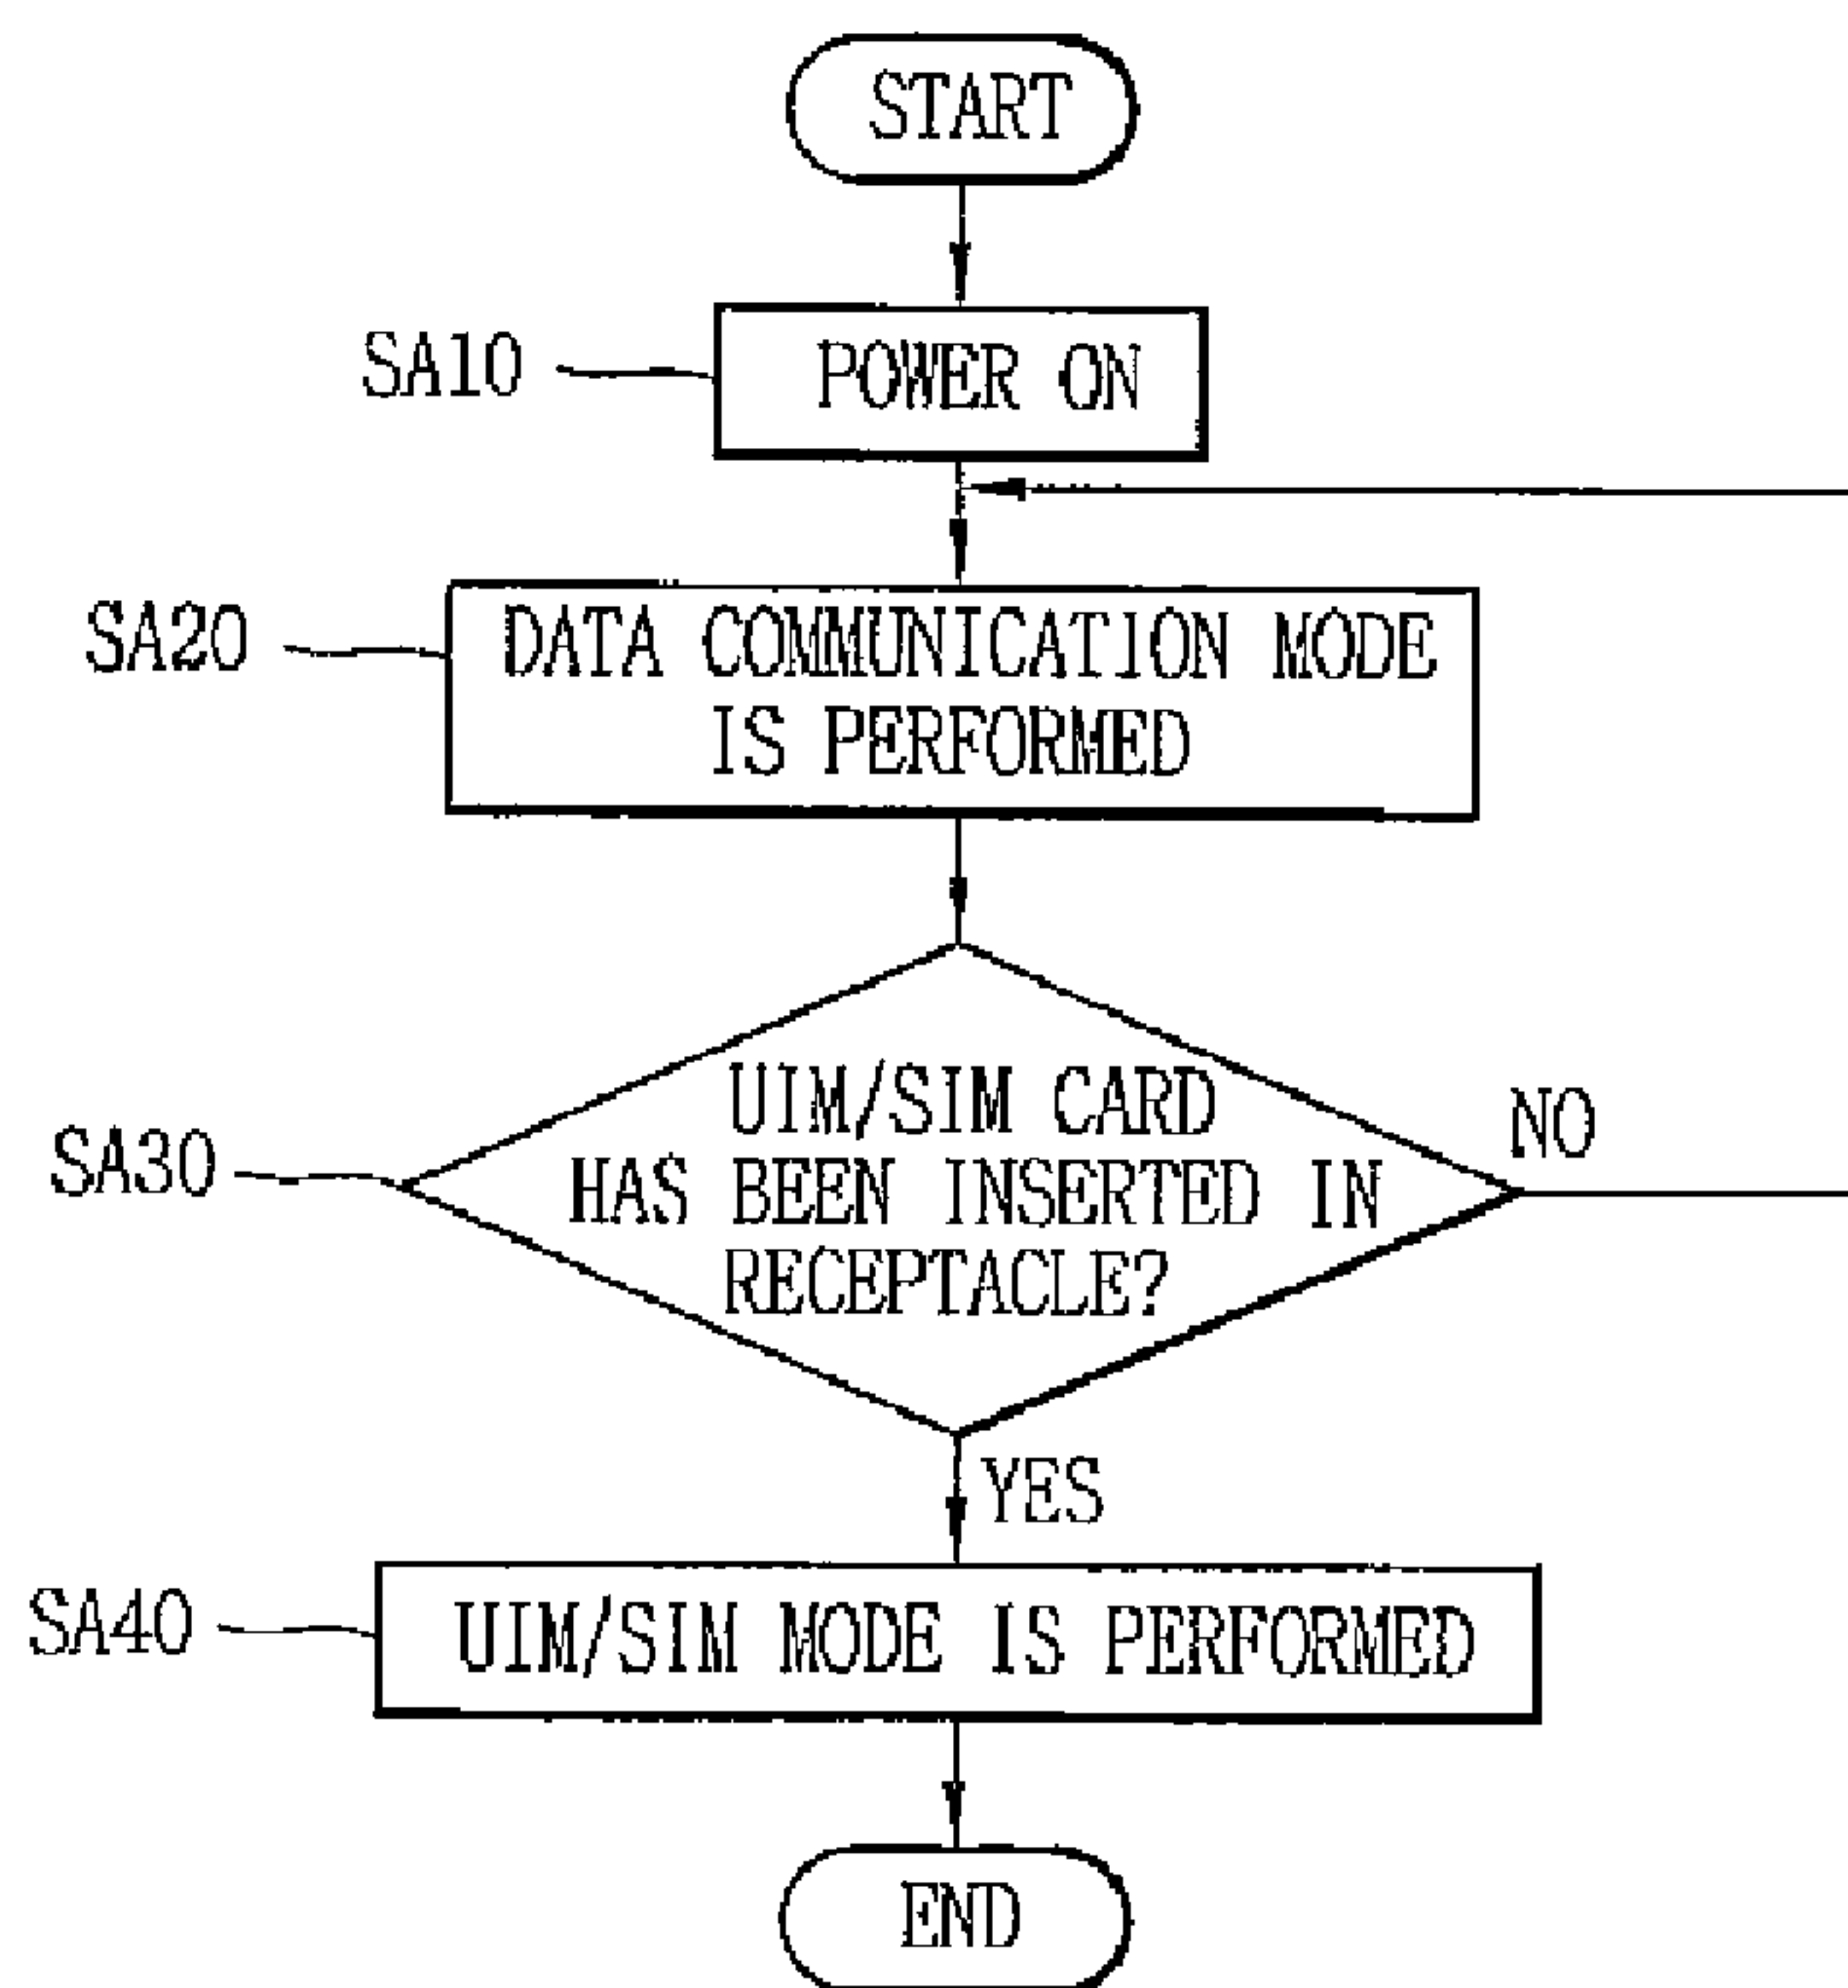 START
SA10
POWER ON
SA20
DATA COMMUNICATION MODE
IS PERFORMED
SA30
UIM/SIM CARD
HAS BEEN INSERTED IN
RECEPTACLE?
NO
YES
SA40
UIM/SIM MODE IS PERFORMED
END